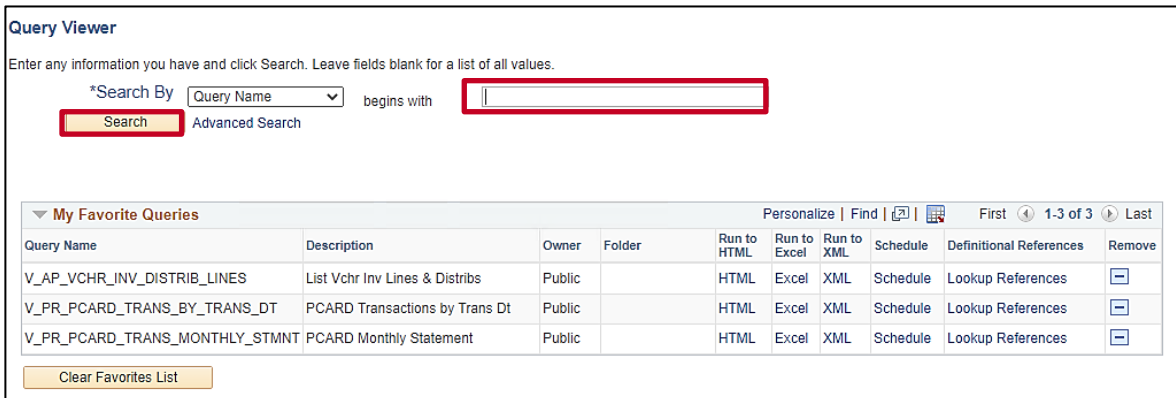 Query Viewer
Enter any information you have and click Search. Leave fields blank for a list of all values.
*Search By Query Name begins with
Search Advanced Search
My Favorite Queries Personalize | Find | | First 1-3 of 3 Last
Query Name Description Owner Folder Run to HTML Run to Excel Run to XML Schedule Definitional References Remove
V_AP_VCHR_INV_DISTRIB_LINES List Vchr Inv Lines & Distribs Public HTML Excel XML Schedule Lookup References
V_PR_PCARD_TRANS_BY_TRANS_DT PCARD Transactions by Trans Dt Public HTML Excel XML Schedule Lookup References
V_PR_PCARD_TRANS_MONTHLY_STMNT PCARD Monthly Statement Public HTML Excel XML Schedule Lookup References
Clear Favorites List